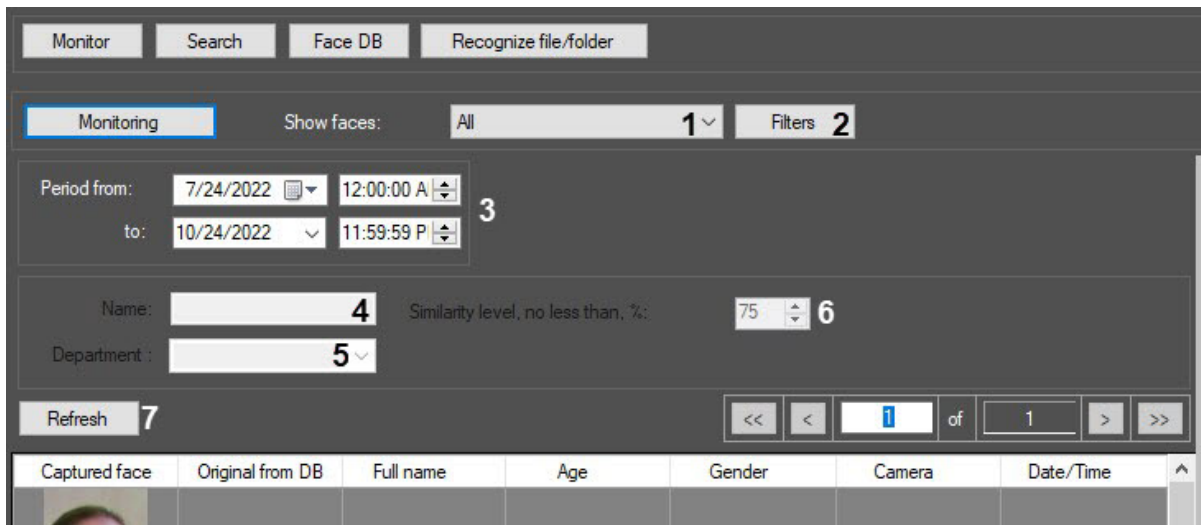 Monitor Search Face DB Recognize file/folder
Monitoring Show faces: All 1 Filters 2
Period from: 7/24/2022 12:00:00 A
3
to: 10/24/2022 11:59:59 P
Name: 4 Similarity level, no less than, %: 75 6
Department : 5
Refresh 7 << < 1 of 1 > >>
Captured face Original from DB Full name Age Gender Camera Date/Time